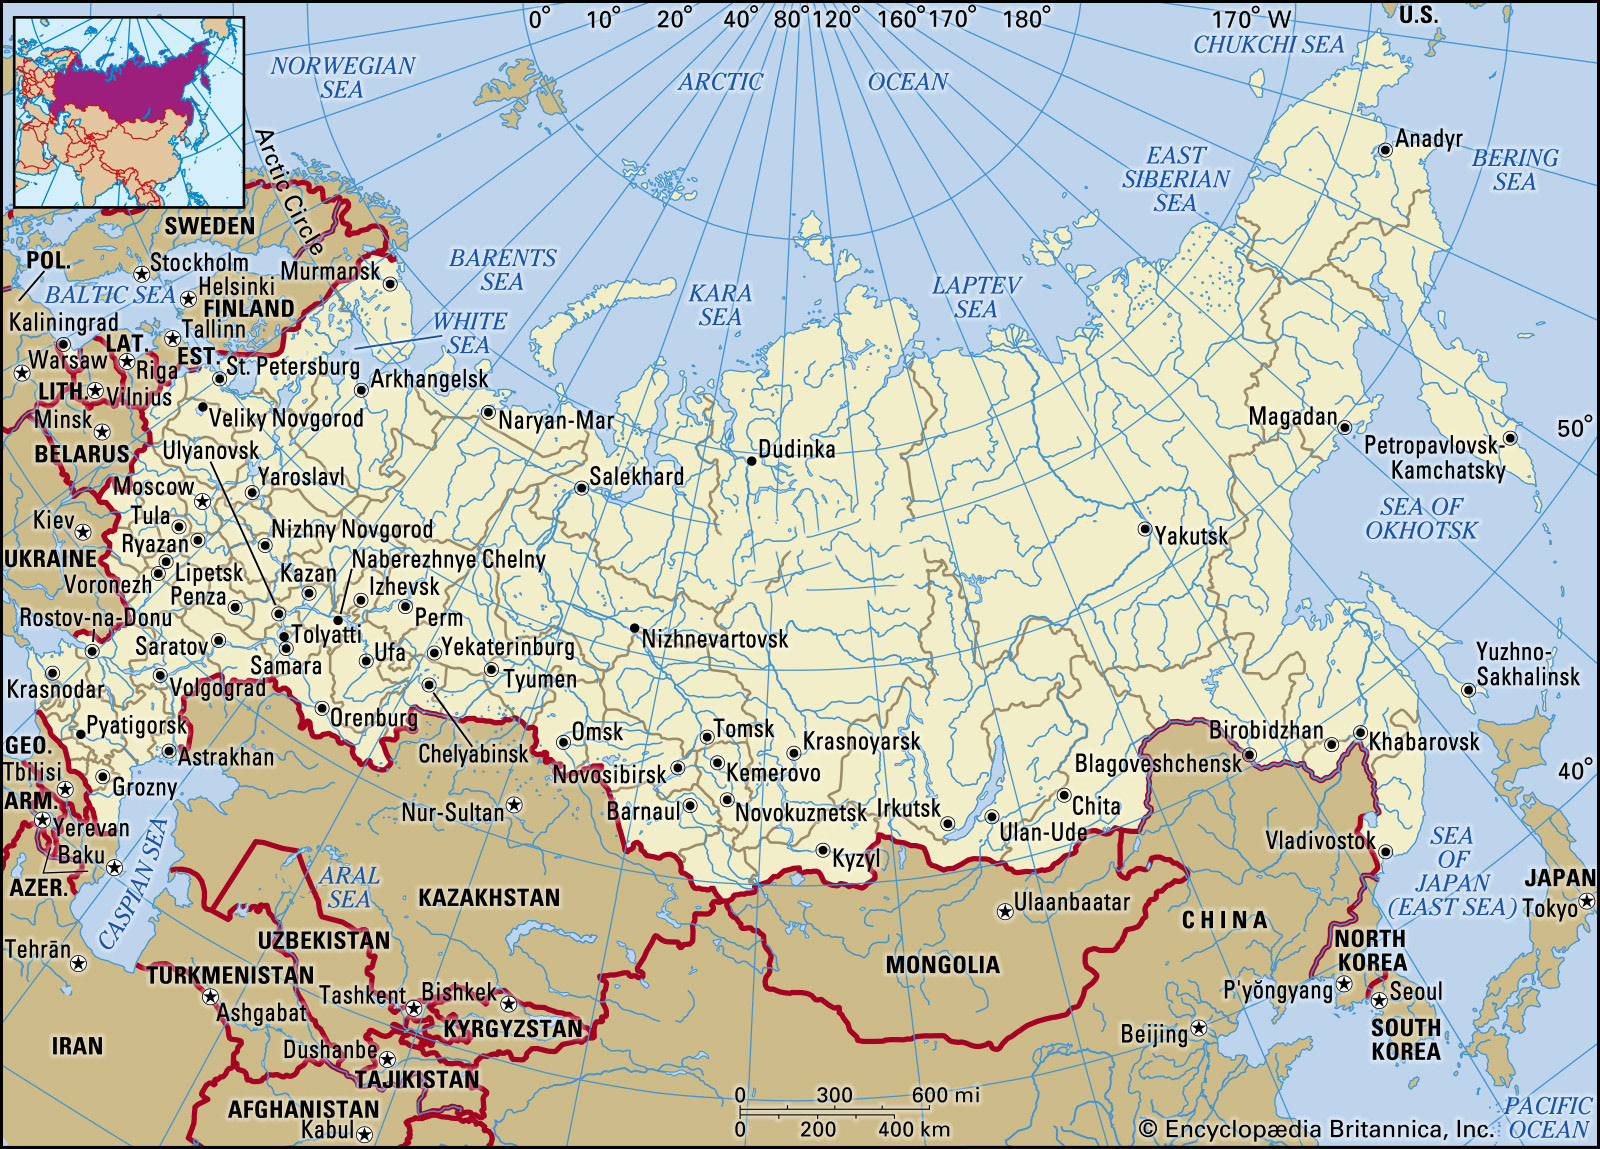 0° 10° 20° 40° 80° 120° 160° 170° 180° 170° W
U.S.
CHUKCHI SEA
NORWEGIAN
SEA
ARCTIC
OCEAN
Arctic Circle
Anadyr
BERING
SEA
EAST
SIBERIAN
SEA
SWEDEN
POL.
Stockholm
BALTIC SEA
Helsinki
FINLAND
Murmansk
BARENTS
SEA
KARA
SEA
LAPTEV
SEA
WHITE
SEA
Kaliningrad
Tallinn
LAT.
EST.
Warsaw
Riga
St. Petersburg
Arkhangelsk
LITH.
Vilnius
Minsk
Veliky Novgorod
Naryan-Mar
BELARUS
Ulyanovsk
Dudinka
Magadan
Petropavlovsk-
Kamchatsky
50°
Yaroslavl
Salekhard
Moscow
SEA OF
OKHOTSK
Kiev
Tula
Nizhny Novgorod
Yakutsk
Ryazan
UKRAINE
Naberezhnye Chelny
Lipetsk
Kazan
Izhevsk
Voronezh
Penza
Perm
Rostov-na-Donu
Tolyatti
Nizhnevartovsk
Saratov
Samara
Ufa
Yekaterinburg
Yuzhno-
Sakhalinsk
Krasnodar
Volgograd
Tyumen
Pyatigorsk
Orenburg
Omsk
Tomsk
Krasnoyarsk
Birobidzhan
Khabarovsk
GEO.
Astrakhan
Chelyabinsk
Blagoveshchensk
40°
Tbilisi
Grozny
Novosibirsk
Kemerovo
ARM.
Nur-Sultan
Barnaul
Novokuznetsk
Irkutsk
Chita
Yerevan
Ulan-Ude
Vladivostok
Baku
Kyzyl
SEA
OF
JAPAN
(EAST SEA)
AZER.
CASPIAN SEA
ARAL
SEA
KAZAKHSTAN
Ulaanbaatar
CHINA
JAPAN
Tokyo
Tehrān
UZBEKISTAN
MONGOLIA
NORTH
KOREA
TURKMENISTAN
Tashkent
Bishkek
P'yŏngyang
Seoul
Ashgabat
KYRGYZSTAN
Beijing
SOUTH
KOREA
IRAN
Dushanbe
TAJIKISTAN
AFGHANISTAN
Kabul
0 300 600 mi
0 200 400 km
PACIFIC
OCEAN
© Encyclopædia Britannica, Inc.